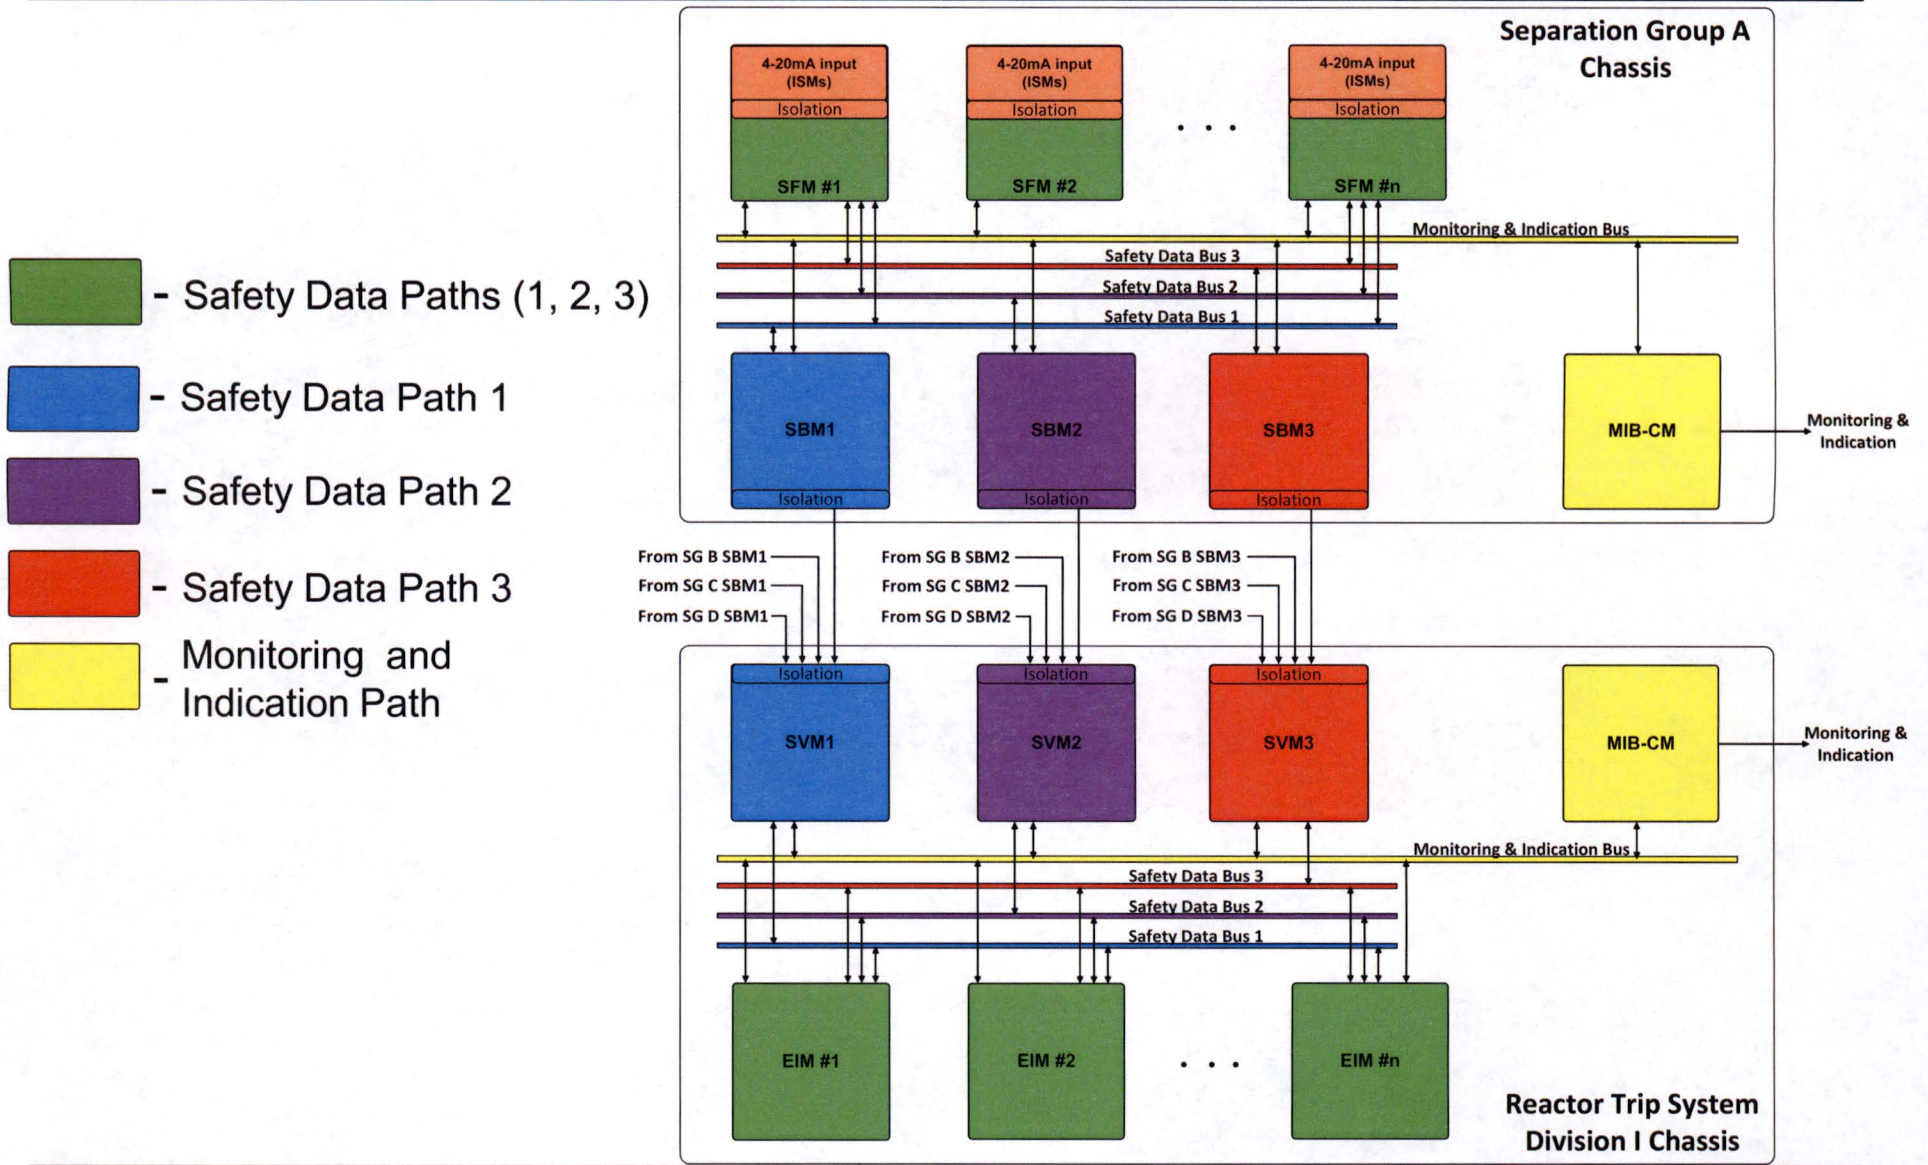 Separation Group A
Chassis
4-20mA input
(ISMs)
Isolation
SFM #1
4-20mA input
(ISMs)
Isolation
SFM #2
. . .
4-20mA input
(ISMs)
Isolation
SFM #n
Monitoring & Indication Bus
Safety Data Bus 3
Safety Data Bus 2
Safety Data Bus 1
SBM1
Isolation
SBM2
Isolation
SBM3
Isolation
MIB-CM
Monitoring &
Indication
- Safety Data Paths (1, 2, 3)
- Safety Data Path 1
- Safety Data Path 2
- Safety Data Path 3
- Monitoring and
Indication Path
From SG B SBM1
From SG C SBM1
From SG D SBM1
From SG B SBM2
From SG C SBM2
From SG D SBM2
From SG B SBM3
From SG C SBM3
From SG D SBM3
Isolation
SVM1
Isolation
SVM2
Isolation
SVM3
MIB-CM
Monitoring &
Indication
Monitoring & Indication Bus
Safety Data Bus 3
Safety Data Bus 2
Safety Data Bus 1
EIM #1
EIM #2
. . .
EIM #n
Reactor Trip System
Division I Chassis